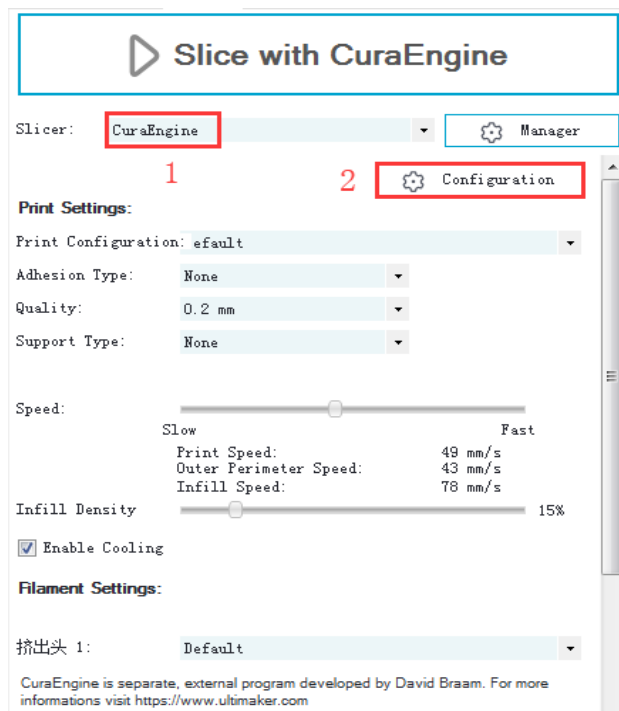 Slice with CuraEngine
Slicer: CuraEngine Manager
1 2 Configuration
Print Settings:
Print Configuration: efault
Adhesion Type: None
Quality: 0.2 mm
Support Type: None
Speed:
Slow Fast
Print Speed: 49 mm/s
Outer Perimeter Speed: 43 mm/s
Infill Speed: 78 mm/s
Infill Density 15%
Enable Cooling
Filament Settings:
挤出头 1: Default
CuraEngine is separate, external program developed by David Braam. For more
informations visit https://www.ultimaker.com